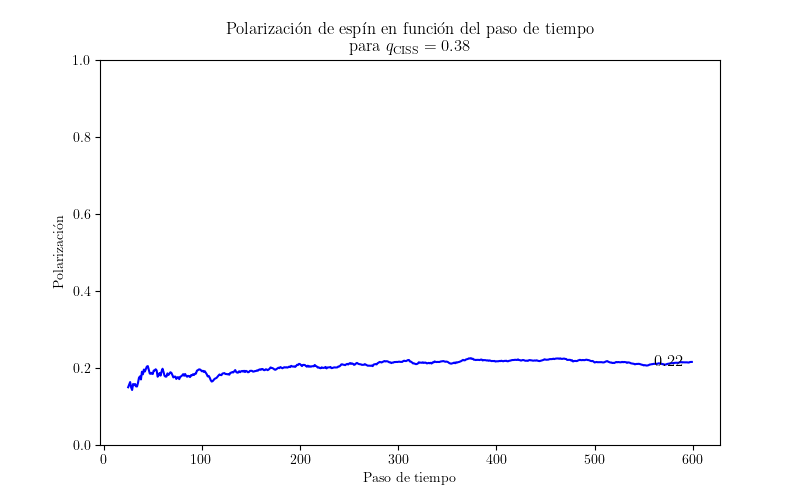 Polarización de espín en función del paso de tiempo
para q_CISS = 0.38
1.0
0.8
0.6
0.4
0.2
0.0
Polarización
0.22
0 100 200 300 400 500 600
Paso de tiempo